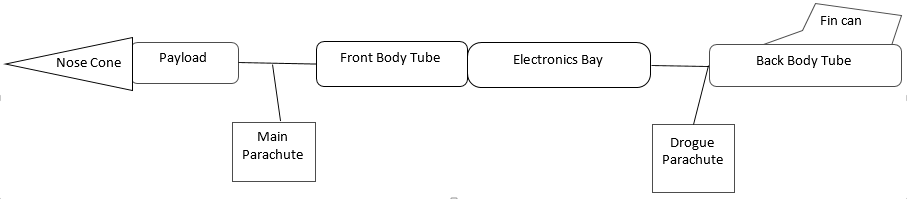 Nose Cone
Payload
Front Body Tube
Electronics Bay
Fin can
Back Body Tube
Main
Parachute
Drogue
Parachute